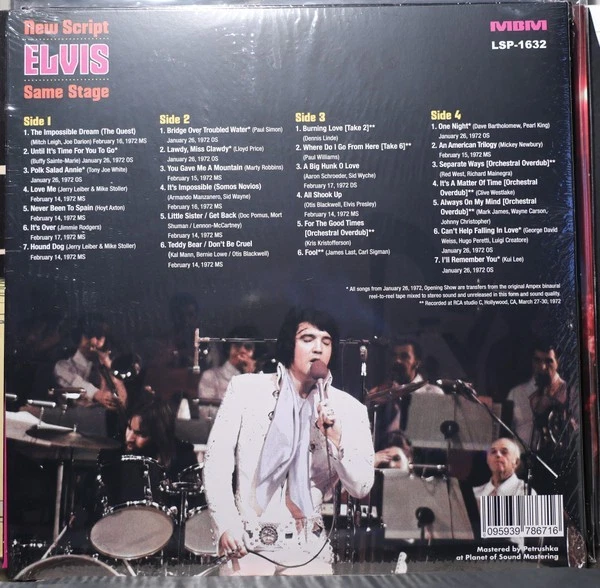 New Script
ELVIS
Same Stage
MBM
LSP-1632
Side 1
1. The Impossible Dream (The Quest)
(Mitch Leigh, Joe Darion) February 16, 1972 MS
2. Until It's Time For You To Go*
(Buffy Sainte-Marie) January 26, 1972 OS
3. Polk Salad Annie* (Tony Joe White)
January 26, 1972 OS
4. Love Me (Jerry Leiber & Mike Stoller)
February 14, 1972 MS
5. Never Been To Spain (Hoyt Axton)
February 14, 1972 MS
6. It's Over (Jimmie Rodgers)
February 17, 1972 MS
7. Hound Dog (Jerry Leiber & Mike Stoller)
February 14, 1972 MS
Side 2
1. Bridge Over Troubled Water* (Paul Simon)
January 26, 1972 OS
2. Lawdy, Miss Clawdy* (Lloyd Price)
January 26, 1972 OS
3. You Gave Me A Mountain (Marty Robbins)
February 15, 1972 MS
4. It's Impossible (Somos Novios)
(Armando Manzanero, Sid Wayne)
February 16, 1972 MS
5. Little Sister / Get Back (Doc Pomus, Mort
Shuman / Lennon-McCartney)
February 14, 1972 MS
6. Teddy Bear / Don't Be Cruel
(Kal Mann, Bernie Lowe / Otis Blackwell)
February 14, 1972 MS
Side 3
1. Burning Love [Take 2]**
(Dennis Linde)
2. Where Do I Go From Here [Take 6]**
(Paul Williams)
3. A Big Hunk O Love
(Aaron Schroeder, Sid Wyche)
February 17, 1972 OS
4. All Shook Up
(Otis Blackwell, Elvis Presley)
February 14, 1972 MS
5. For The Good Times
[Orchestral Overdub]**
(Kris Kristofferson)
6. Fool** (James Last, Carl Sigman)
Side 4
1. One Night* (Dave Bartholomew, Pearl King)
January 26, 1972 OS
2. An American Trilogy (Mickey Newbury)
February 15, 1972 MS
3. Separate Ways [Orchestral Overdub]**
(Red West, Richard Mainegra)
4. It's A Matter Of Time [Orchestral
Overdub]** (Clive Westlake)
5. Always On My Mind [Orchestral
Overdub]** (Mark James, Wayne Carson,
Johnny Christopher)
6. Can't Help Falling In Love* (George David
Weiss, Hugo Peretti, Luigi Creatore)
January 26, 1972 OS
7. I'll Remember You* (Kui Lee)
January 26, 1972 OS
* All songs from January 26, 1972, Opening Show are transfers from the original Ampex binaural
reel-to-reel tape mixed to stereo sound and unreleased in this form and sound quality.
** Recorded at RCA studio C, Hollywood, CA, March 27-30, 1972
095939 786716
Mastered by Petrushka
at Planet of Sound Mastering